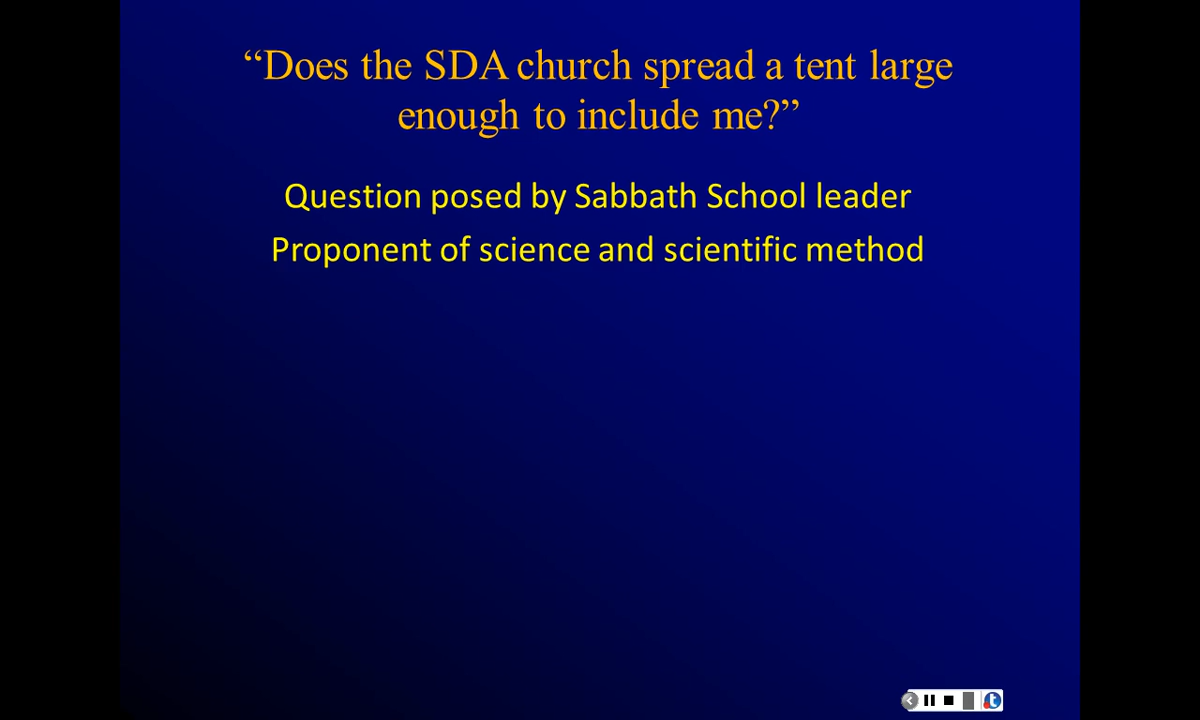 “Does the SDA church spread a tent large
enough to include me?”
Question posed by Sabbath School leader
Proponent of science and scientific method